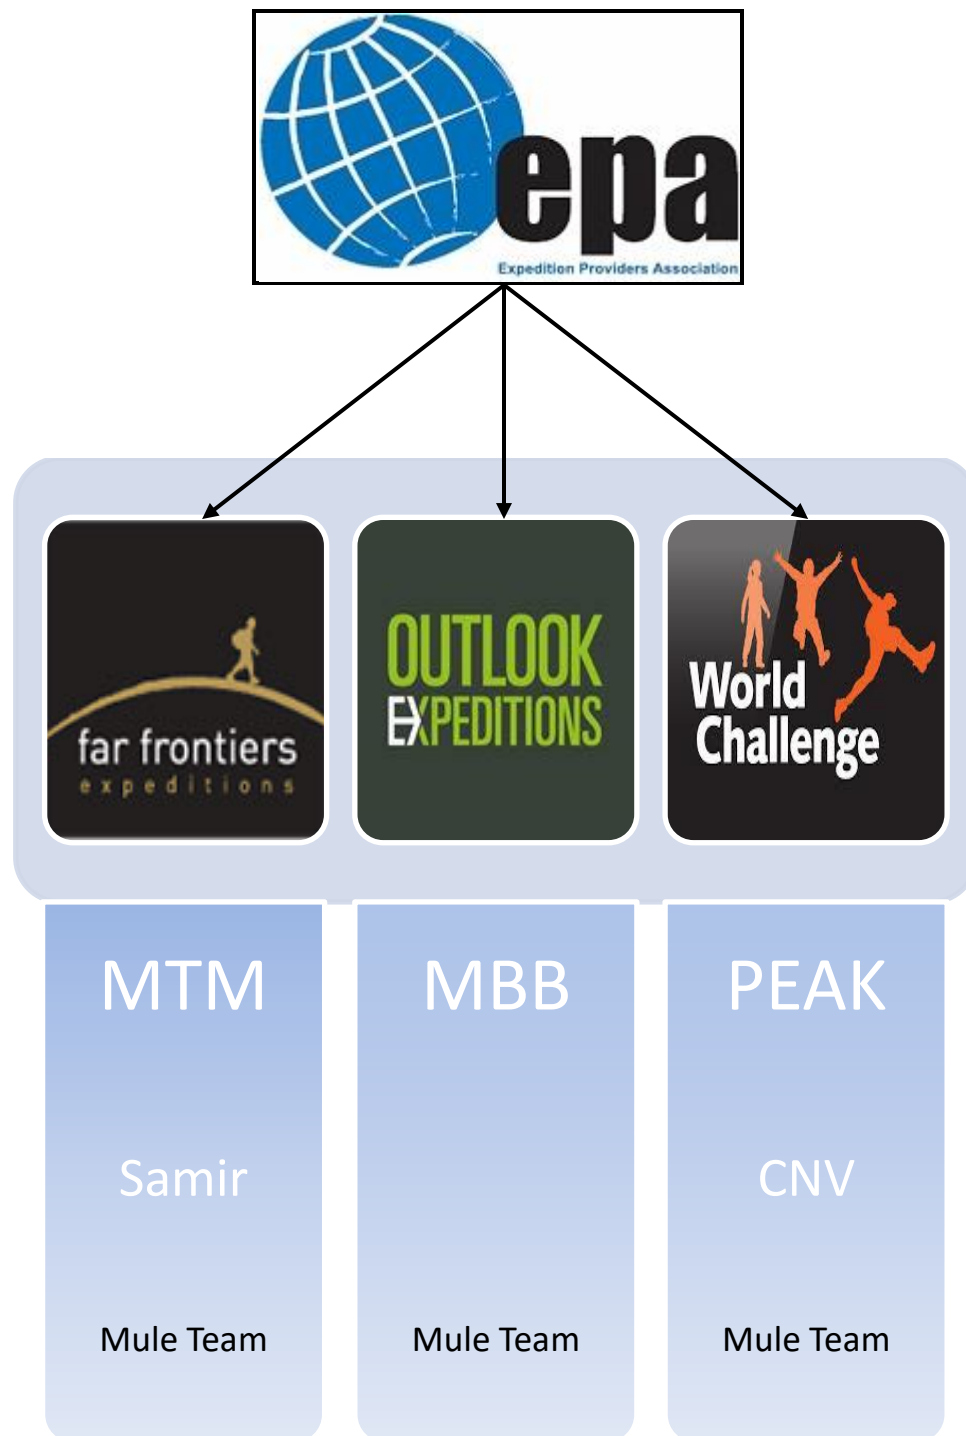 epa
Expedition Providers Association
far frontiers
expeditions
OUTLOOK
EXPEDITIONS
World
Challenge
MTM
MBB
PEAK
Samir
CNV
Mule Team
Mule Team
Mule Team